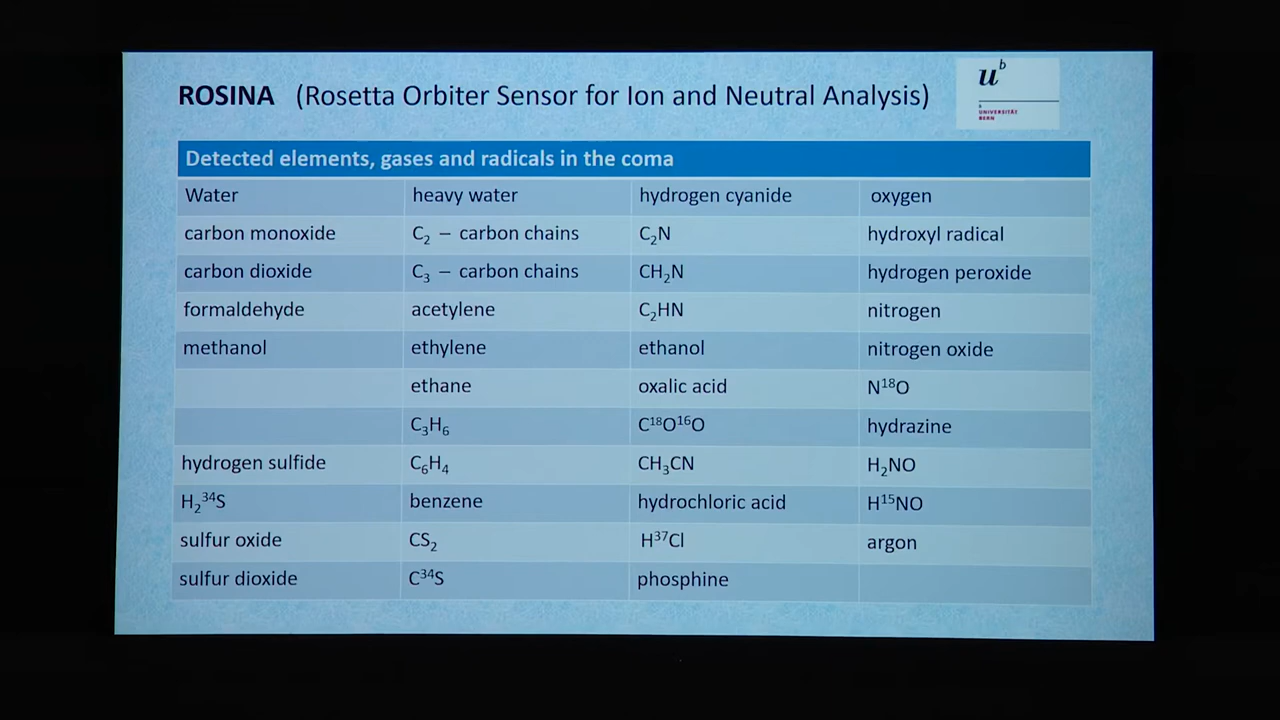 ROSINA (Rosetta Orbiter Sensor for Ion and Neutral Analysis)
u^b
UNIVERSITÄT
BERN
Detected elements, gases and radicals in the coma
Water heavy water hydrogen cyanide oxygen
carbon monoxide C₂ – carbon chains C₂N hydroxyl radical
carbon dioxide C₃ – carbon chains CH₂N hydrogen peroxide
formaldehyde acetylene C₂HN nitrogen
methanol ethylene ethanol nitrogen oxide
ethane oxalic acid N¹⁸O
C₃H₆ C¹⁸O¹⁶O hydrazine
hydrogen sulfide C₆H₄ CH₃CN H₂NO
H₂³⁴S benzene hydrochloric acid H¹⁵NO
sulfur oxide CS₂ H³⁷Cl argon
sulfur dioxide C³⁴S phosphine